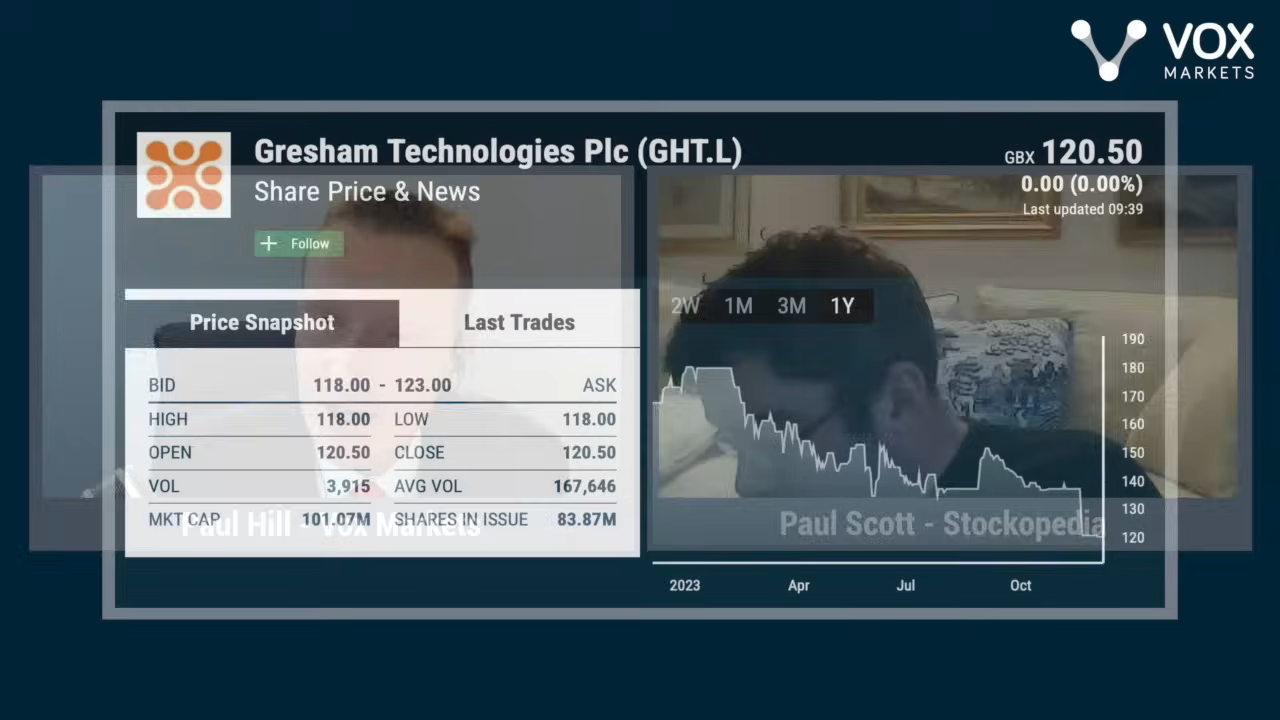 VOX
MARKETS
Gresham Technologies Plc (GHT.L)
Share Price & News
+ Follow
GBX 120.50
0.00 (0.00%)
Last updated 09:39
Price Snapshot
Last Trades
BID 118.00 - 123.00 ASK
HIGH 118.00 LOW 118.00
OPEN 120.50 CLOSE 120.50
VOL 3,915 AVG VOL 167,646
MKT CAP 101.07M SHARES IN ISSUE 83.87M
2W 1M 3M 1Y
190
180
170
160
150
140
130
120
2023 Apr Jul Oct
Paul Hill - Vox Markets
Paul Scott - Stockopedia